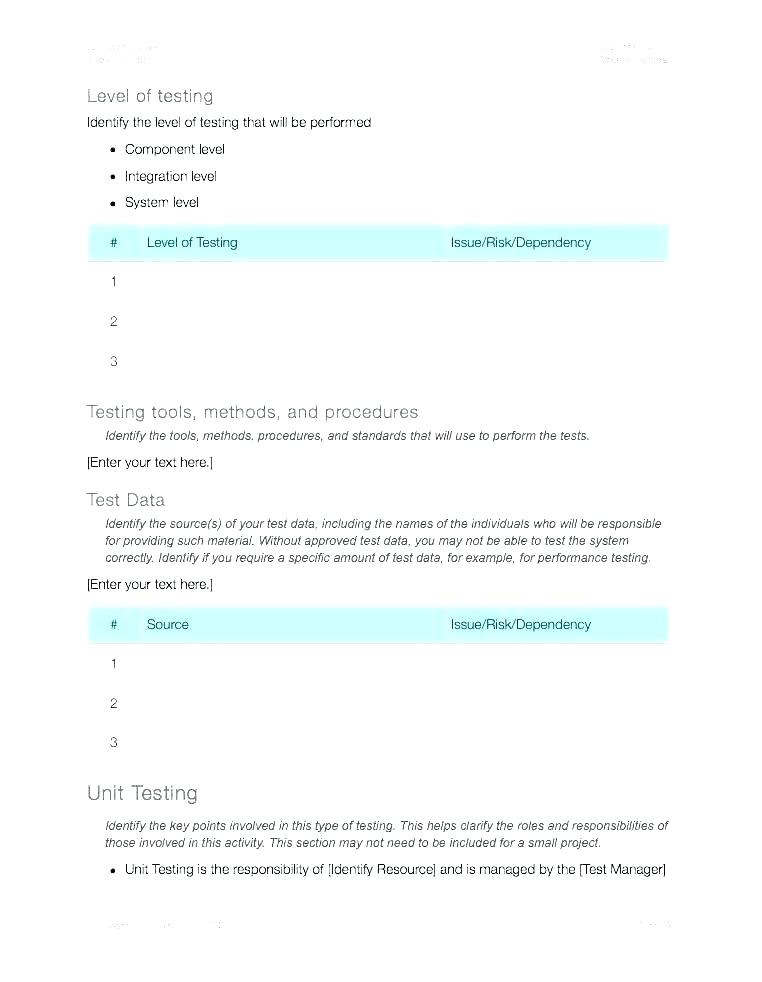 Level of testing
Identify the level of testing that will be performed
• Component level
• Integration level
• System level
# Level of Testing Issue/Risk/Dependency
1
2
3
Testing tools, methods, and procedures
Identify the tools, methods. procedures, and standards that will use to perform the tests.
[Enter your text here.]
Test Data
Identify the source(s) of your test data, including the names of the individuals who will be responsible
for providing such material. Without approved test data, you may not be able to test the system
correctly. Identify if you require a specific amount of test data, for example, for performance testing.
[Enter your text here.]
# Source Issue/Risk/Dependency
1
2
3
Unit Testing
Identify the key points involved in this type of testing. This helps clarify the roles and responsibilities of
those involved in this activity. This section may not need to be included for a small project.
• Unit Testing is the responsibility of [Identify Resource] and is managed by the [Test Manager]